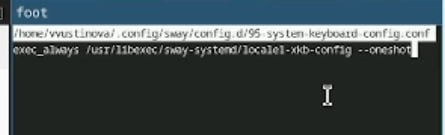 foot
/home/vvustinova/.config/sway/config.d/95-system-keyboard-config.conf
exec_always /usr/libexec/sway-systemd/locale1-xkb-config --oneshot